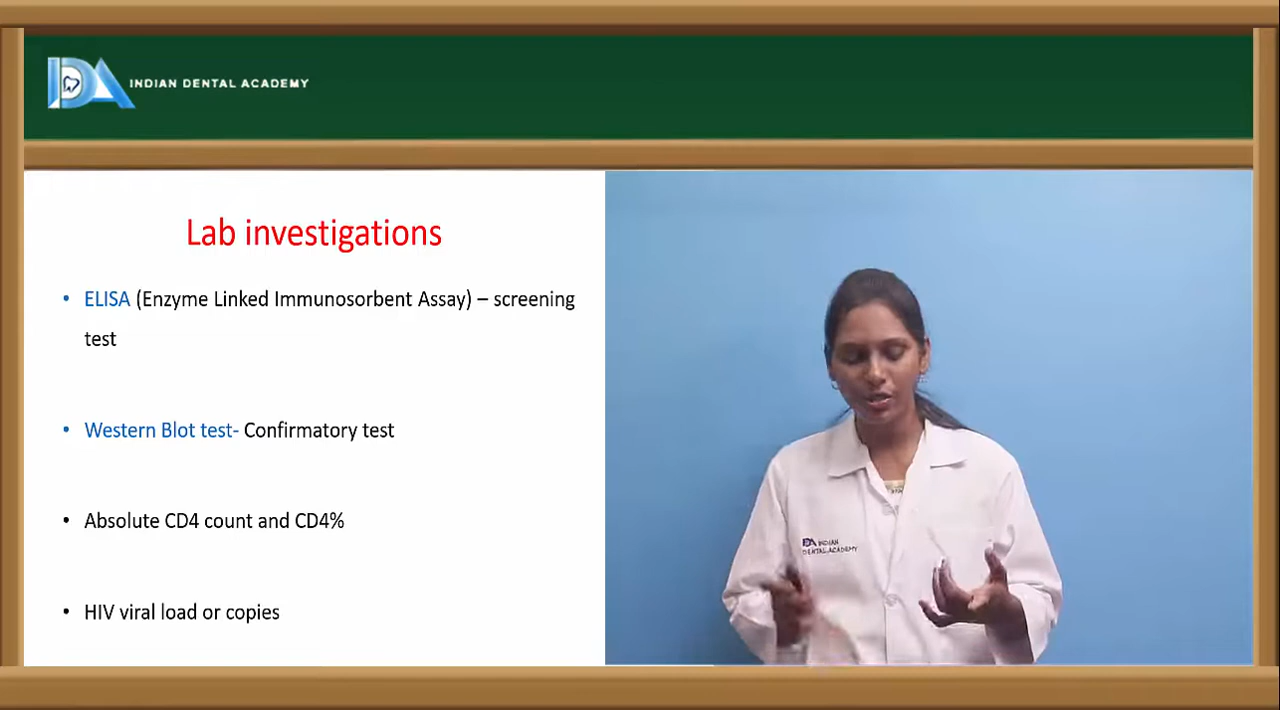 INDIAN DENTAL ACADEMY
Lab investigations
• ELISA (Enzyme Linked Immunosorbent Assay) – screening
test
• Western Blot test- Confirmatory test
• Absolute CD4 count and CD4%
• HIV viral load or copies
INDIAN
DENTAL ACADEMY